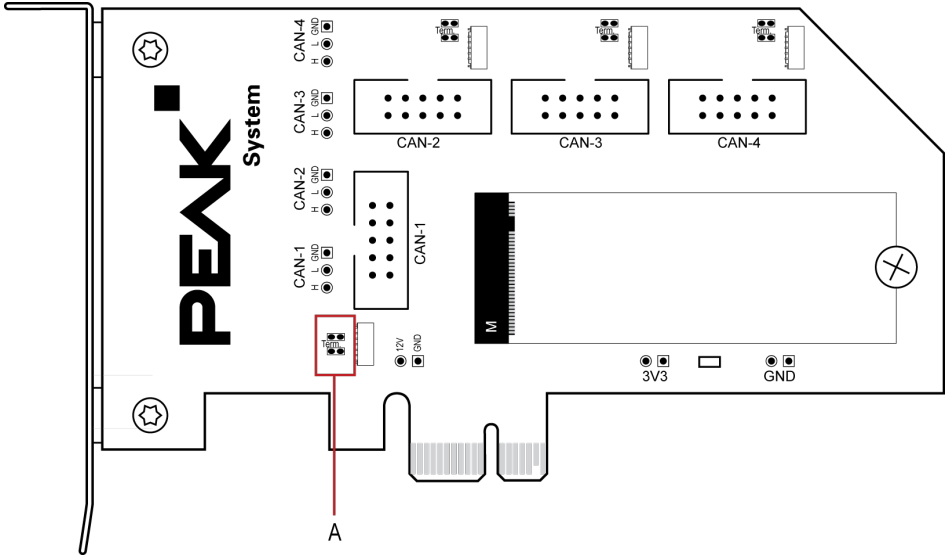 CAN-4
GND
L
H
Term.
Term.
Term.
CAN-3
GND
L
H
CAN-2
CAN-3
CAN-4
PEAK
System
CAN-2
GND
L
H
CAN-1
CAN-1
GND
L
H
M
Term.
12V
GND
3V3
GND
A